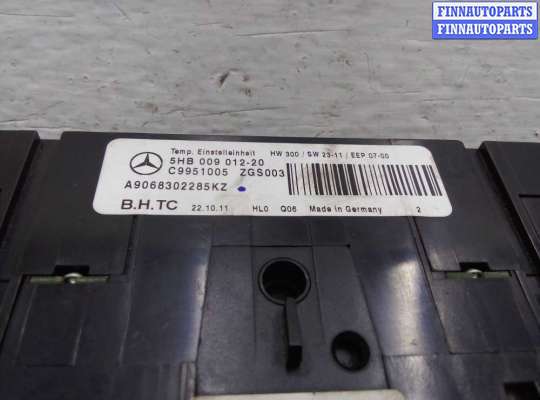 FINNAUTOPARTS
FINNAUTOPARTS
FINNAUTOPARTS
Temp. Einstelleinheit HW 300 / SW 23-11 / EEP 07-00
5HB 009 012-20
C9951005 ZGS003
A9068302285KZ
B.H.TC 22.10.11 HL0 Q06 Made in Germany 2